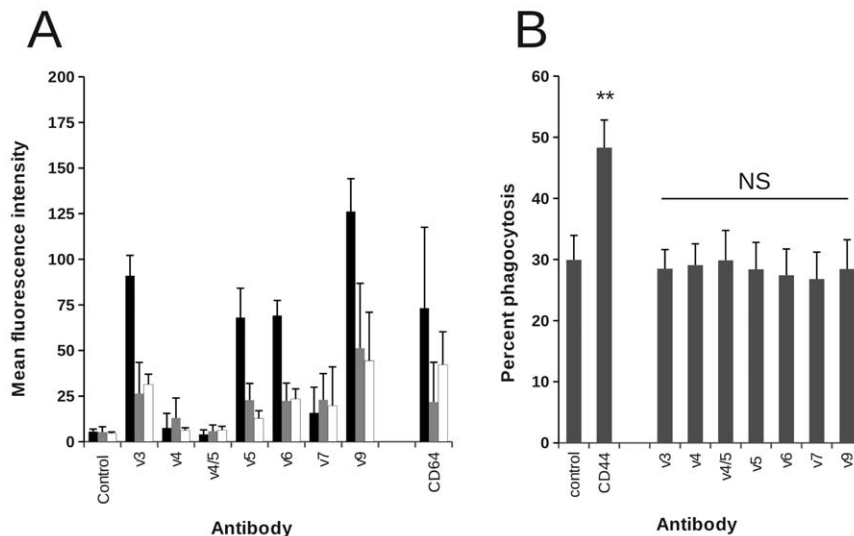 A
200
175
150
125
100
75
50
25
0
Mean fluorescence intensity
Control
v3
v4
v4/5
v5
v6
v7
v9
CD64
Antibody
B
60
50
40
30
20
10
0
Percent phagocytosis
**
NS
control
CD44
v3
v4
v4/5
v5
v6
v7
v9
Antibody